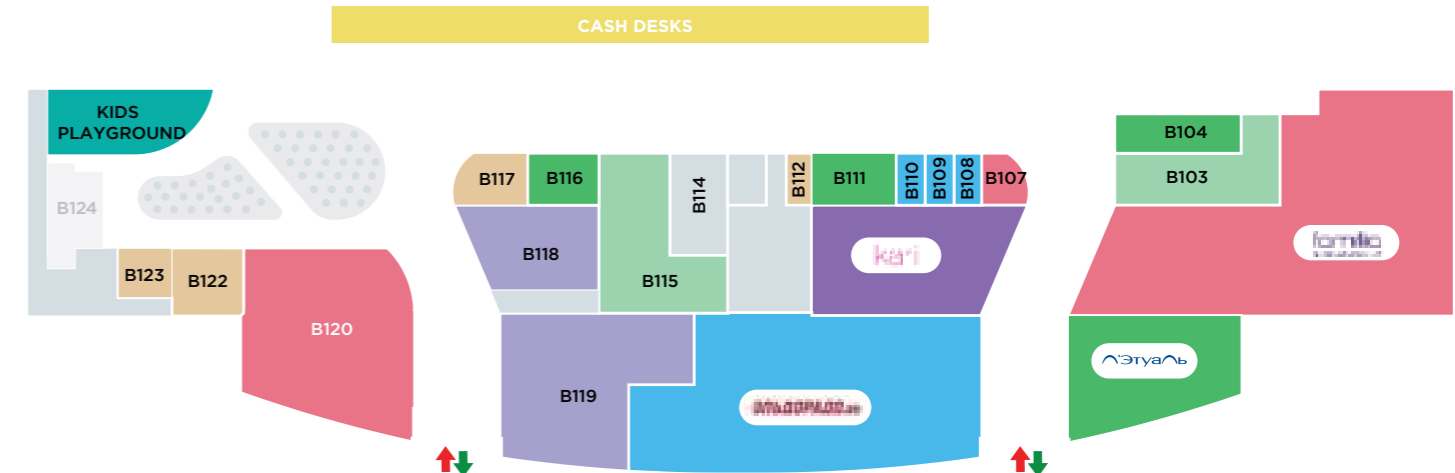 CASH DESKS
KIDS
PLAYGROUND
B124
B123
B122
B120
B117
B116
B114
B112
B111
B110
B109
B108
B107
B118
B115
kari
B119
B104
B103
Л'Этуаль